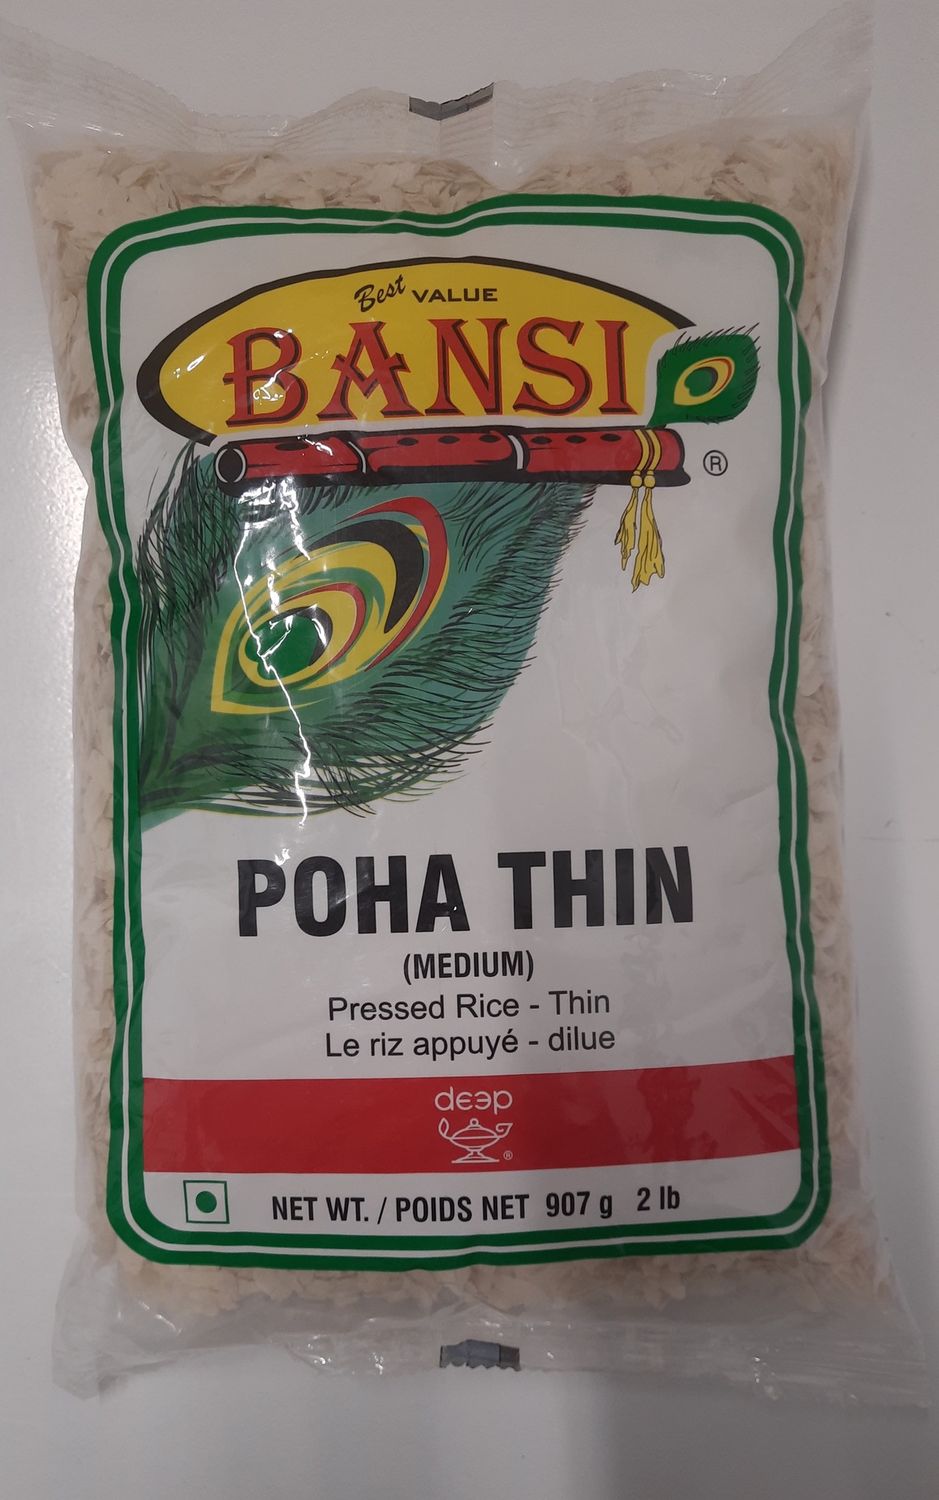 Best VALUE
BANSI
®
POHA THIN
(MEDIUM)
Pressed Rice - Thin
Le riz appuyé - dilue
deep
®
NET WT. / POIDS NET 907 g 2 lb